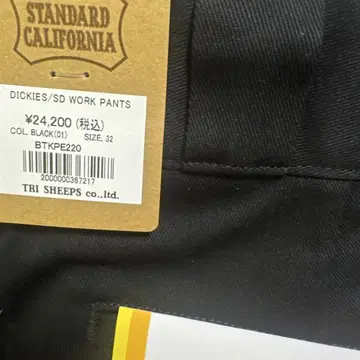 STANDARD
CALIFORNIA
DICKIES/SD WORK PANTS
¥24,200(税込)
COL. BLACK(01) SIZE. 32
BTKPE220
2000000367217
TRI SHEEPS co.,ltd.